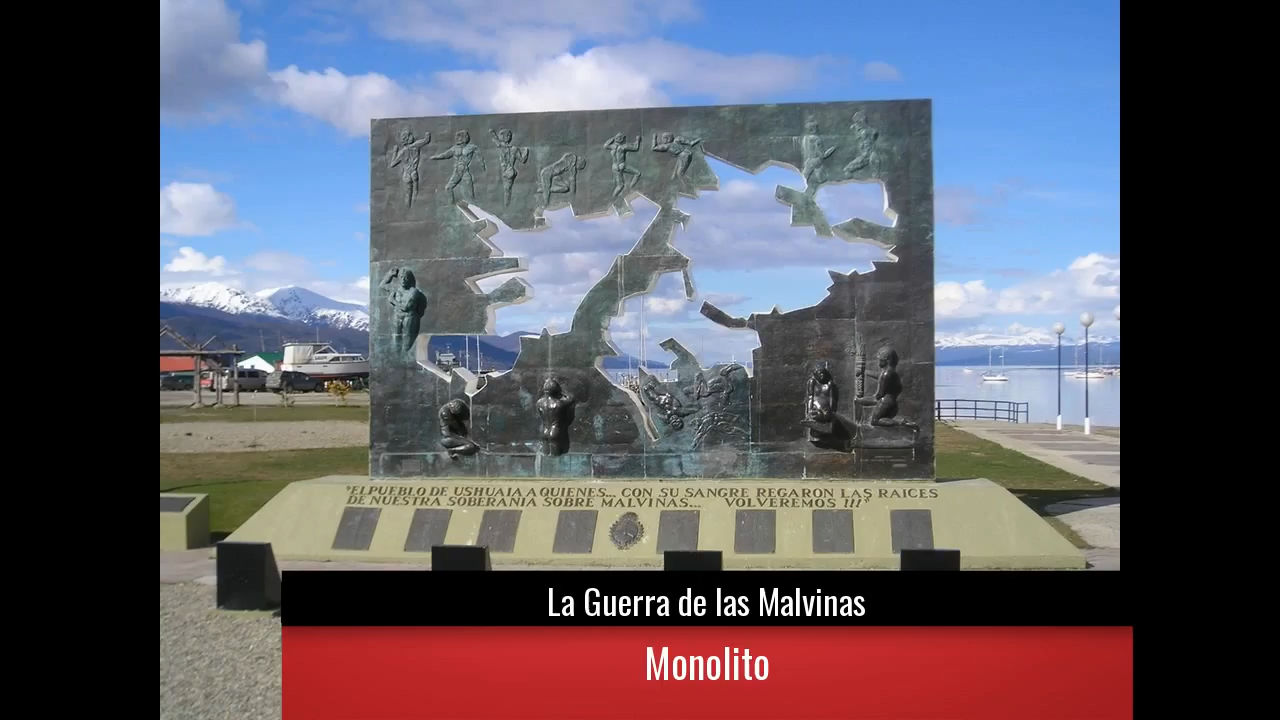 "EL PUEBLO DE USHUAIA A QUIENES... CON SU SANGRE REGARON LAS RAICES
DE NUESTRA SOBERANIA SOBRE MALVINAS... VOLVEREMOS !!!"
La Guerra de las Malvinas
Monolito